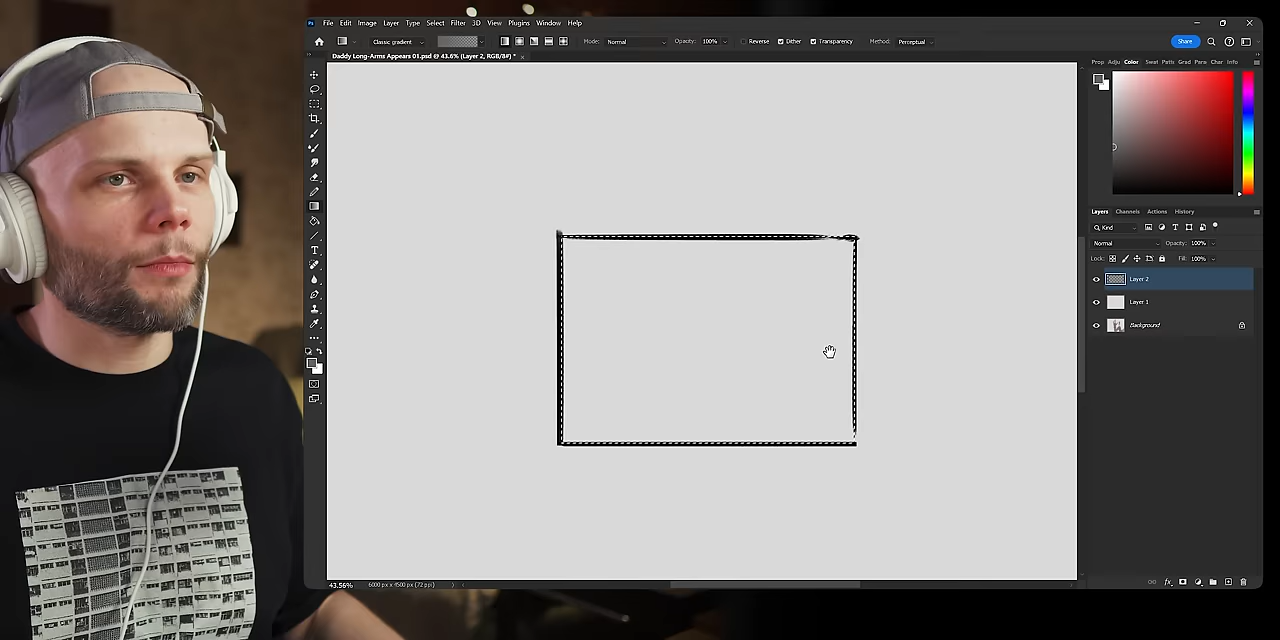 Ps File Edit Image Layer Type Select Filter 3D View Plugins Window Help
Classic gradient Mode: Normal Opacity: 100% Reverse Dither Transparency Method: Perceptual Share
Daddy Long-Arms Appears 01.psd @ 43.6% (Layer 2, RGB/8#) *
Prop Adju Color Swat Patt Grad Para Char Info
Layers Channels Actions History
Kind
Normal Opacity: 100%
Lock: Fill: 100%
Layer 2
Layer 1
Background
43.56% 6000 px x 4500 px (72 ppi)